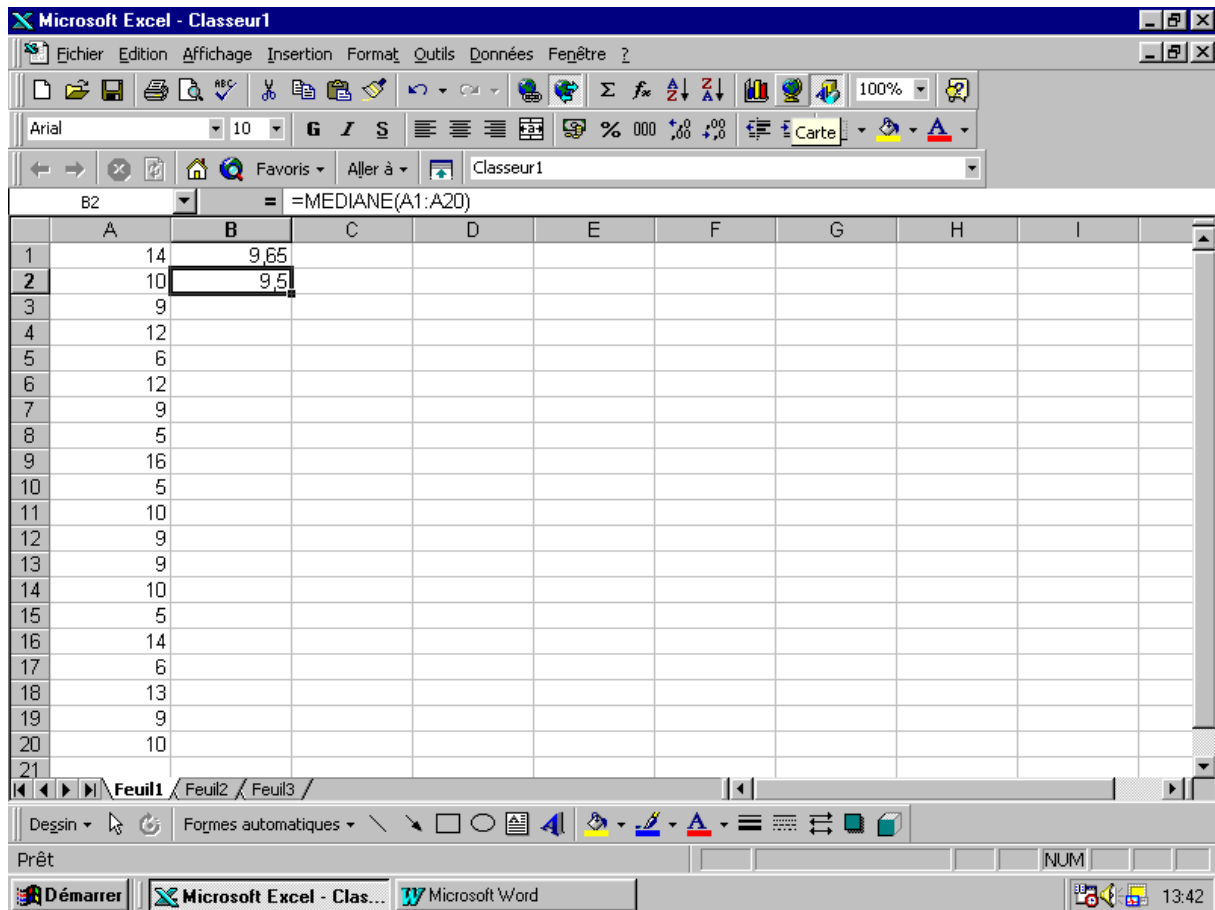 Microsoft Excel - Classeur1
Fichier Edition Affichage Insertion Format Outils Données Fenêtre ?
100%
Arial 10 G I S % 000 Carte
Favoris Aller à Classeur1
B2 = =MEDIANE(A1:A20)
A B C D E F G H I
1 14 9,65
2 10 9,5
3 9
4 12
5 6
6 12
7 9
8 5
9 16
10 5
11 10
12 9
13 9
14 10
15 5
16 14
17 6
18 13
19 9
20 10
21
Feuil1 Feuil2 Feuil3
Dessin Formes automatiques
Prêt NUM
Démarrer Microsoft Excel - Clas... Microsoft Word 13:42